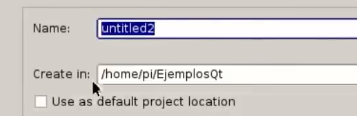 Name: untitled2
Create in: /home/pi/EjemplosQt
Use as default project location